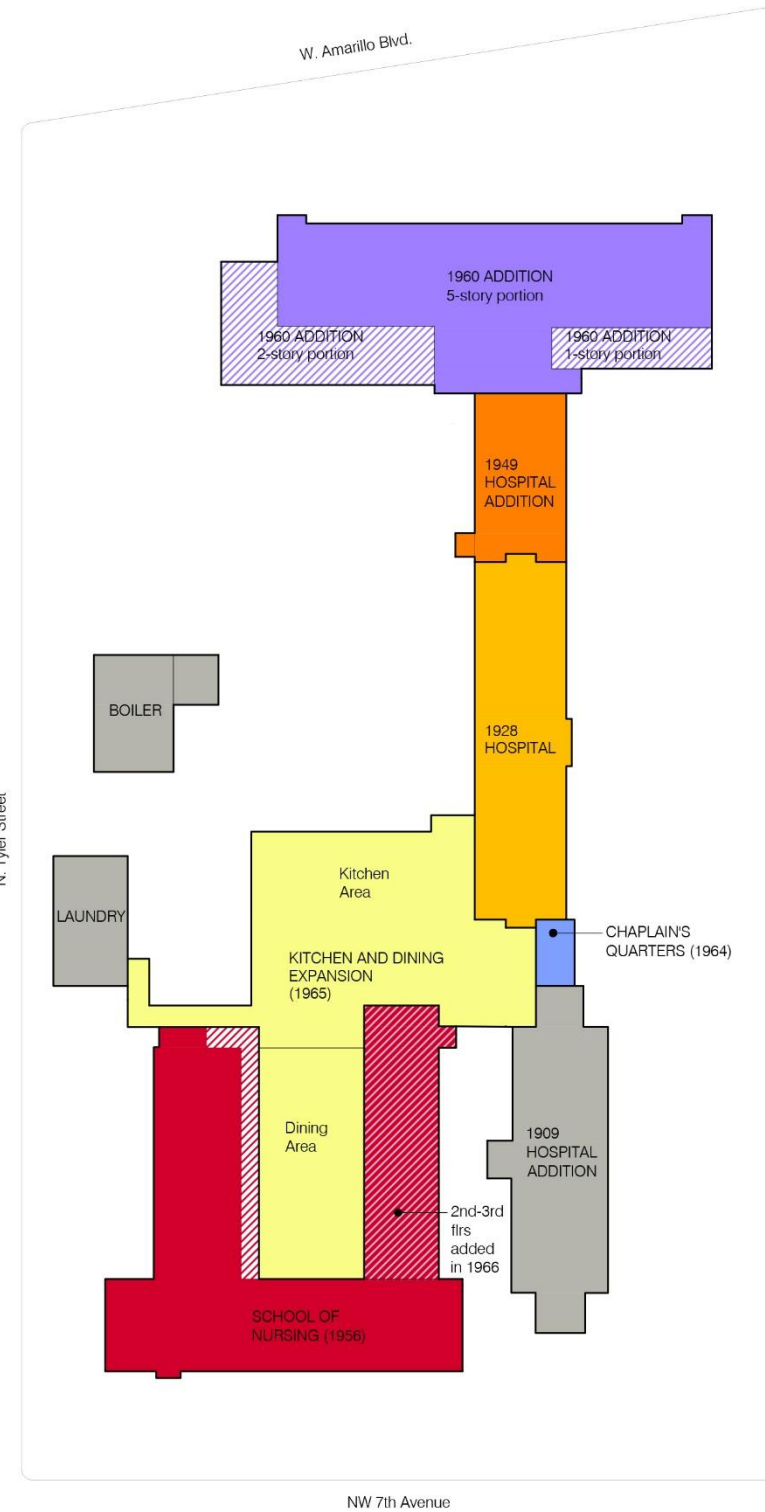 W. Amarillo Blvd.
1960 ADDITION
5-story portion
1960 ADDITION
2-story portion
1960 ADDITION
1-story portion
1949
HOSPITAL
ADDITION
BOILER
1928
HOSPITAL
N. Tyler Street
Kitchen
Area
LAUNDRY
CHAPLAIN'S
QUARTERS (1964)
KITCHEN AND DINING
EXPANSION
(1965)
Dining
Area
1909
HOSPITAL
ADDITION
2nd-3rd
flrs
added
in 1966
SCHOOL OF
NURSING (1956)
NW 7th Avenue